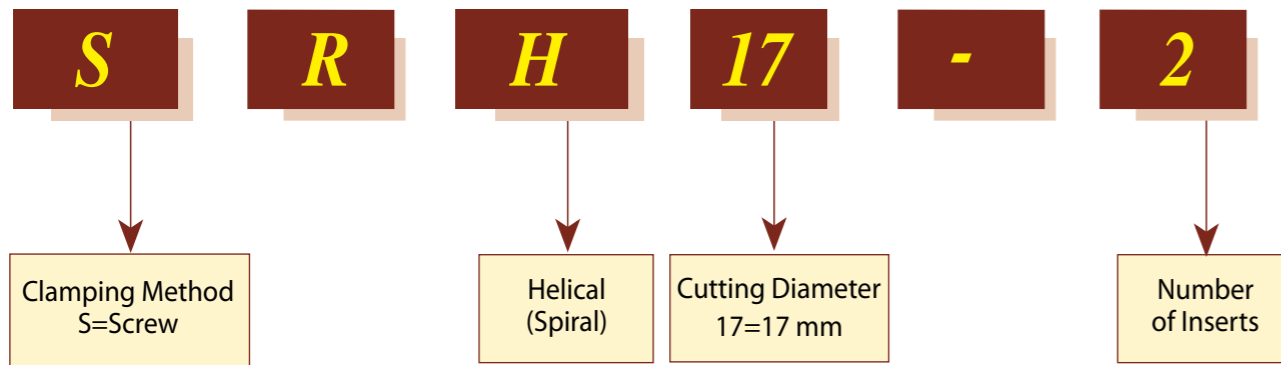 S R H 17 - 2
Clamping Method
S=Screw
Helical
(Spiral)
Cutting Diameter
17=17 mm
Number
of Inserts